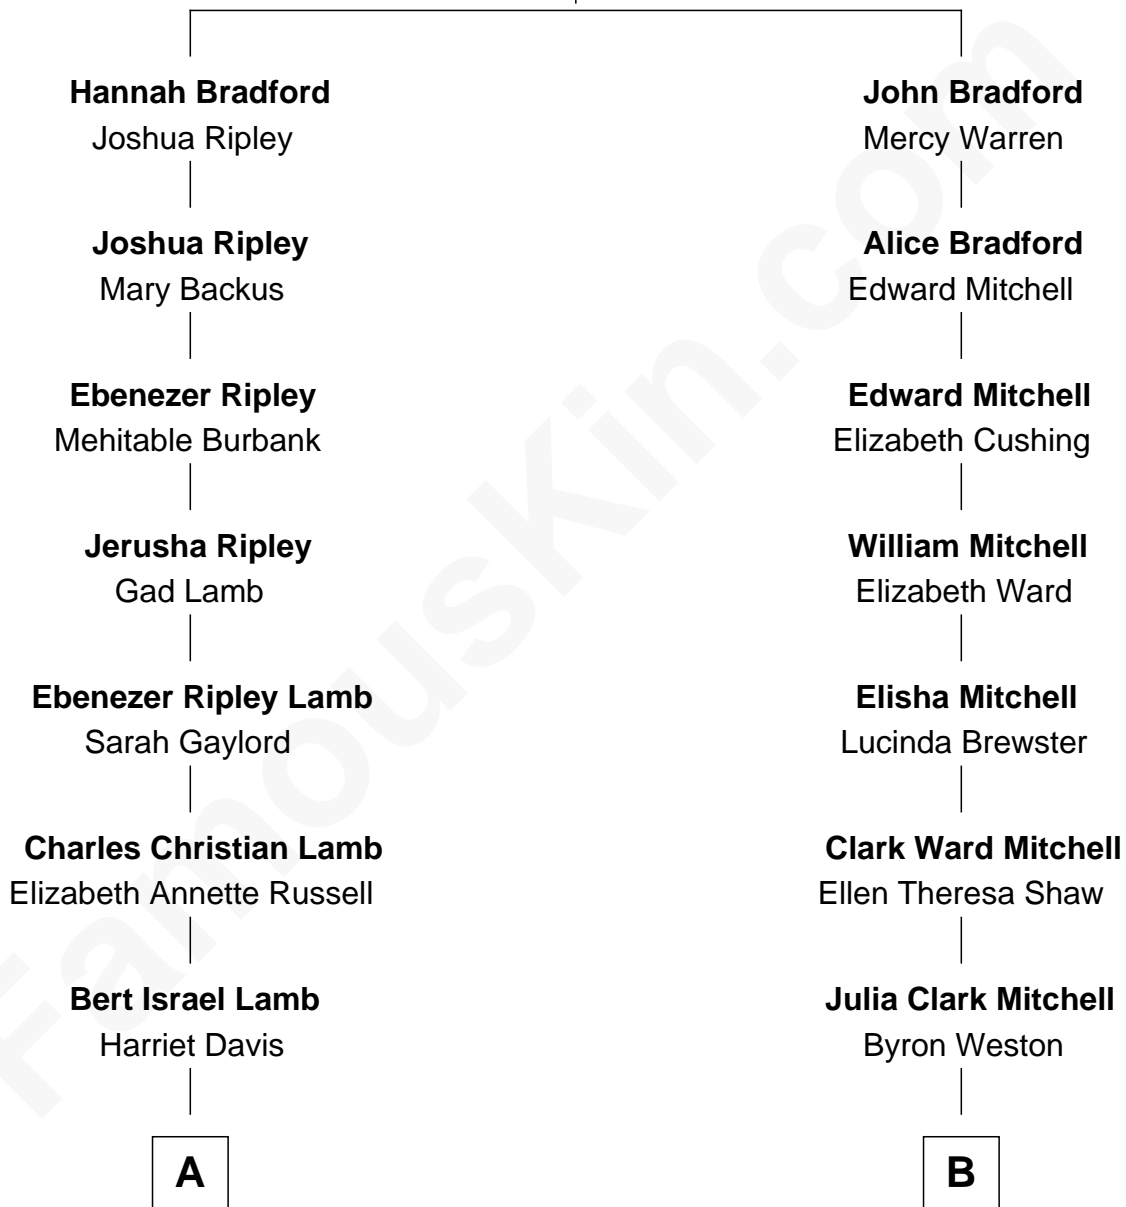 Hannah Bradford
Joshua Ripley
Joshua Ripley
Mary Backus
Ebenezer Ripley
Mehitable Burbank
Jerusha Ripley
Gad Lamb
Ebenezer Ripley Lamb
Sarah Gaylord
Charles Christian Lamb
Elizabeth Annette Russell
Bert Israel Lamb
Harriet Davis
A
John Bradford
Mercy Warren
Alice Bradford
Edward Mitchell
Edward Mitchell
Elizabeth Cushing
William Mitchell
Elizabeth Ward
Elisha Mitchell
Lucinda Brewster
Clark Ward Mitchell
Ellen Theresa Shaw
Julia Clark Mitchell
Byron Weston
B
FamousKin.com